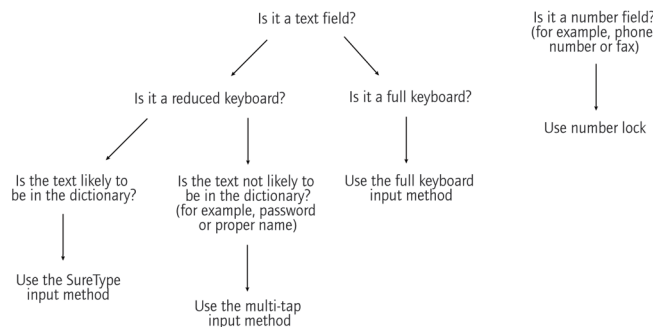 Is it a text field?
Is it a number field?
(for example, phone
number or fax)
Is it a reduced keyboard?
Is it a full keyboard?
Use number lock
Is the text likely to
be in the dictionary?
Is the text not likely to
be in the dictionary?
(for example, password
or proper name)
Use the full keyboard
input method
Use the SureType
input method
Use the multi-tap
input method